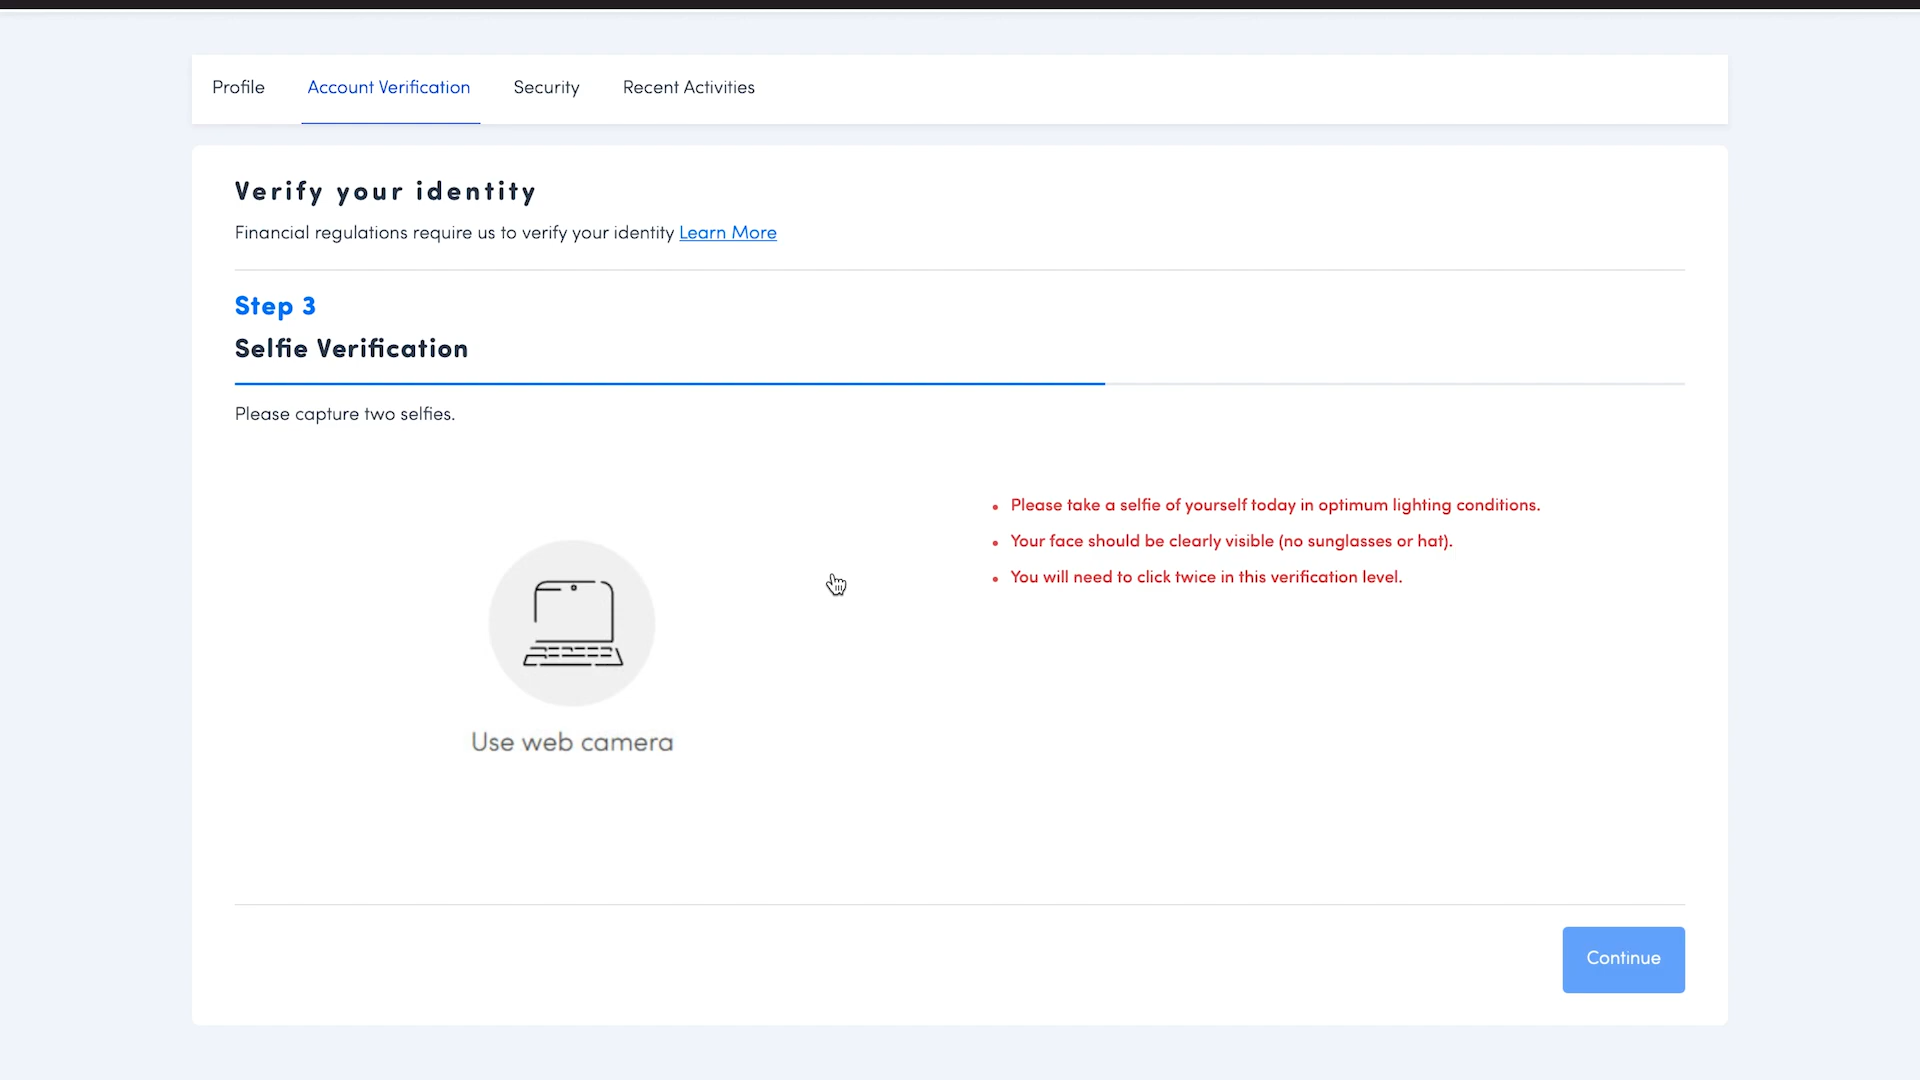 Profile
Account Verification
Security
Recent Activities
Verify your identity
Financial regulations require us to verify your identity Learn More
Step 3
Selfie Verification
Please capture two selfies.
Please take a selfie of yourself today in optimum lighting conditions.
Your face should be clearly visible (no sunglasses or hat).
You will need to click twice in this verification level.
Use web camera
Continue